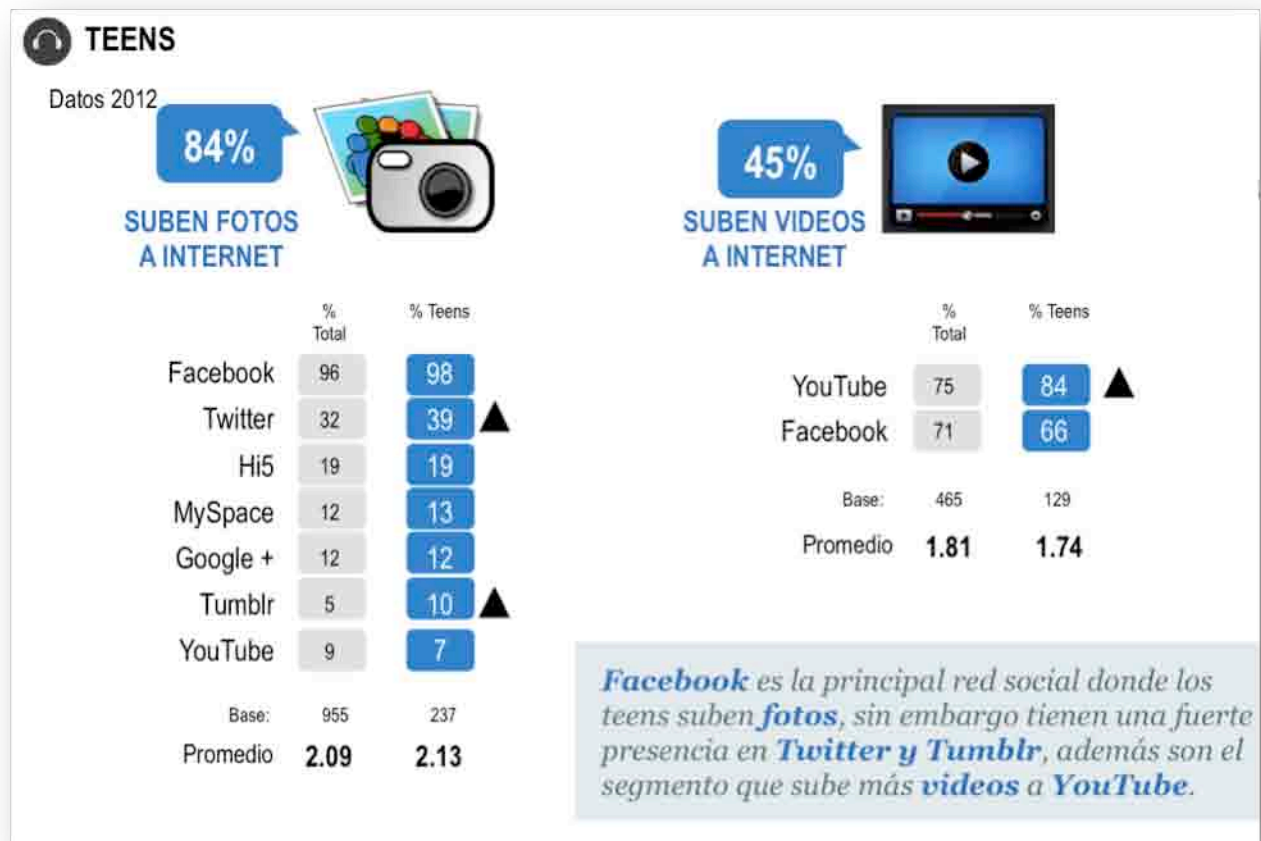 TEENS
Datos 2012
84%
SUBEN FOTOS
A INTERNET
% Total % Teens
Facebook 96 98
Twitter 32 39
Hi5 19 19
MySpace 12 13
Google + 12 12
Tumblr 5 10
YouTube 9 7
Base: 955 237
Promedio 2.09 2.13
45%
SUBEN VIDEOS
A INTERNET
% Total % Teens
YouTube 75 84
Facebook 71 66
Base: 465 129
Promedio 1.81 1.74
Facebook es la principal red social donde los
teens suben fotos, sin embargo tienen una fuerte
presencia en Twitter y Tumblr, además son el
segmento que sube más videos a YouTube.